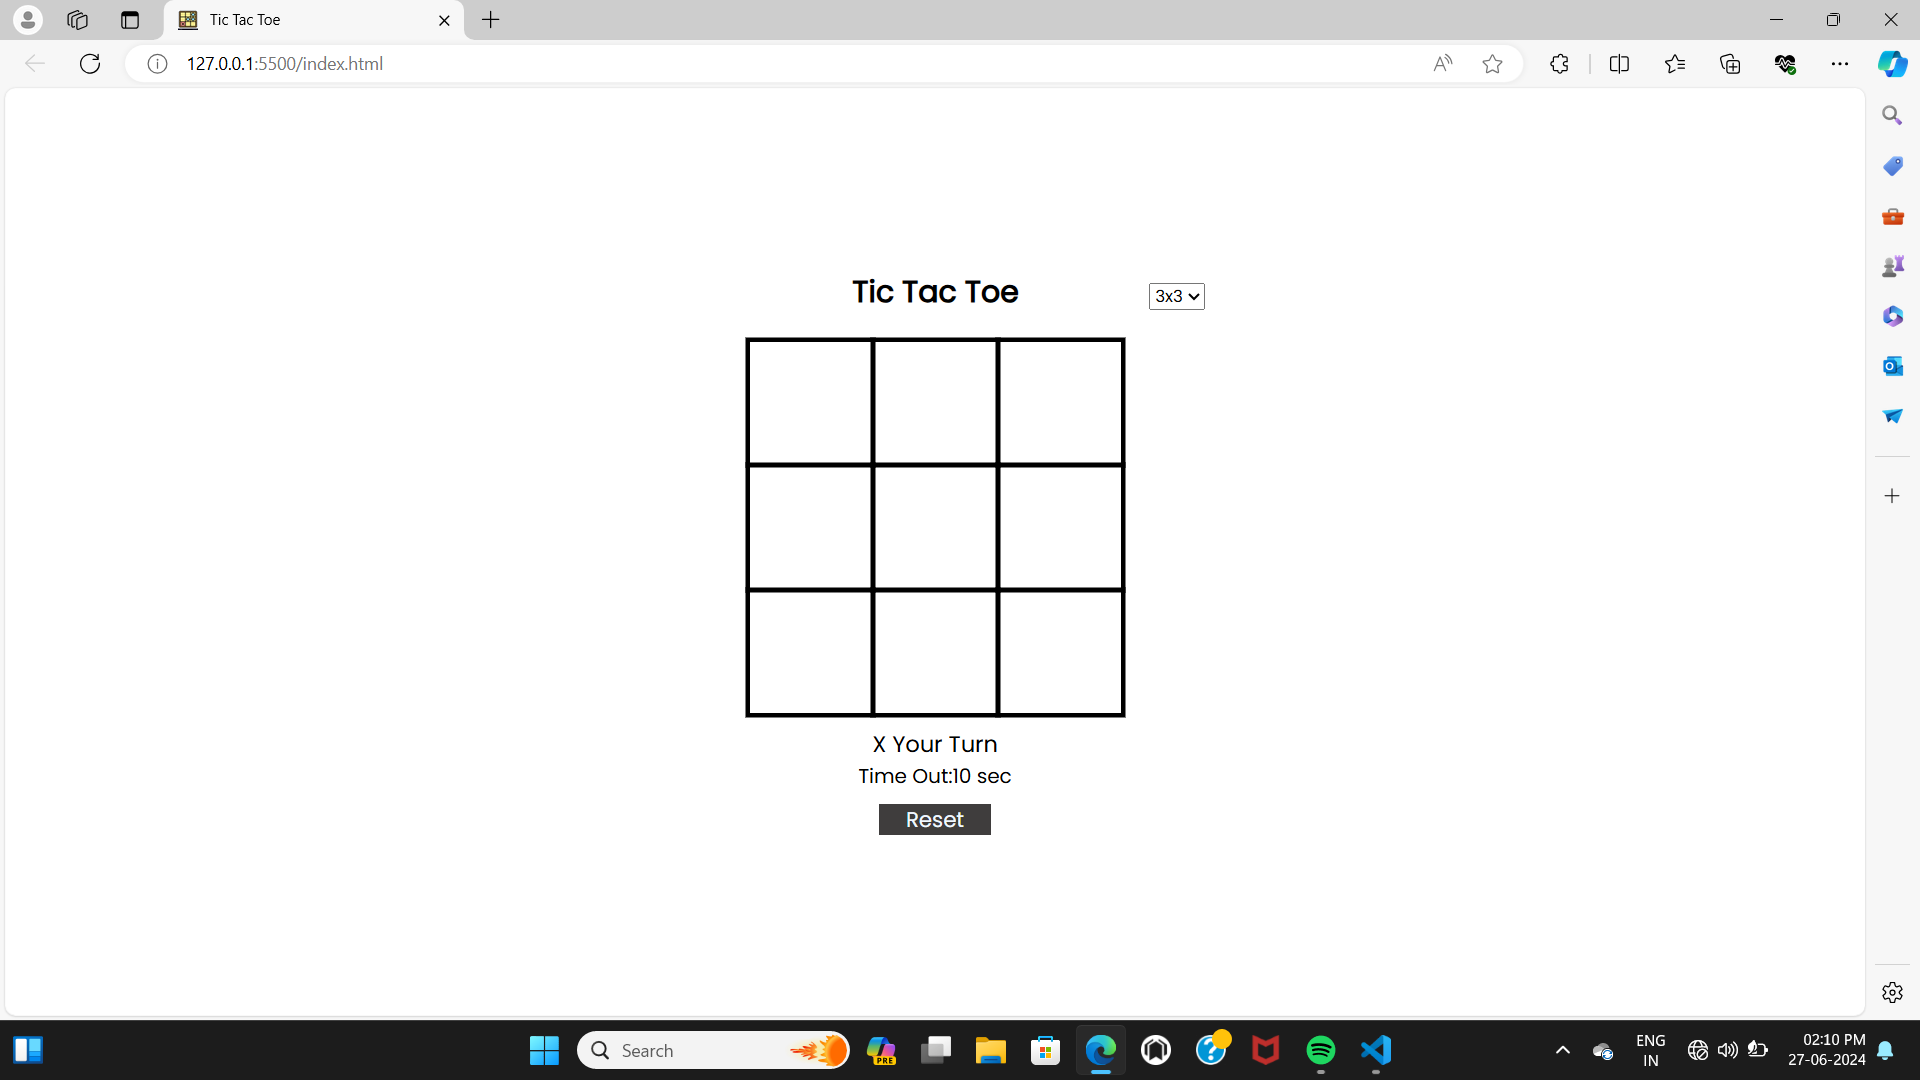 Tic Tac Toe
127.0.0.1:5500/index.html
Tic Tac Toe
3x3
X Your Turn
Time Out:10 sec
Reset
Search
PRE
ENG
IN
02:10 PM
27-06-2024